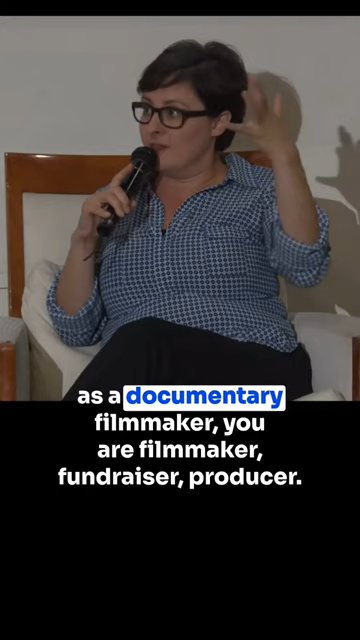 as a documentary
filmmaker, you
are filmmaker,
fundraiser, producer.